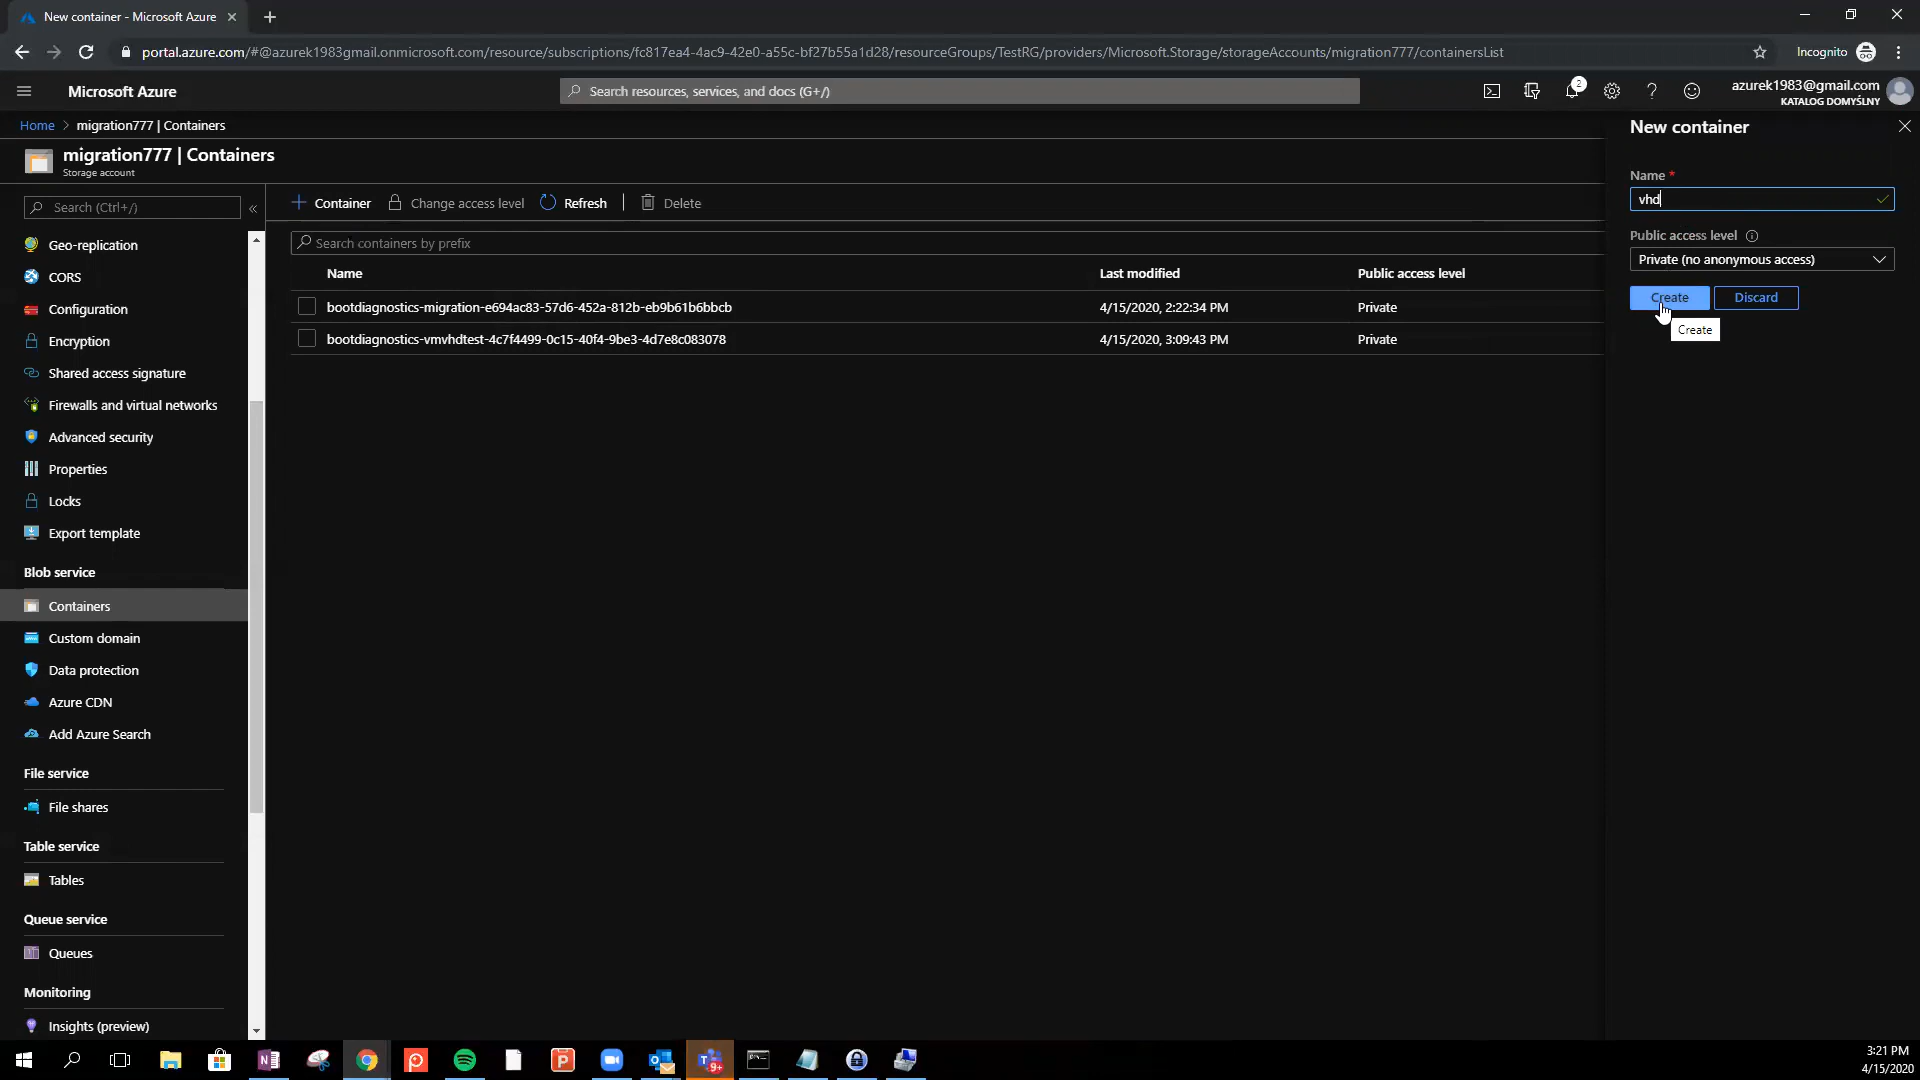 New container - Microsoft Azure
portal.azure.com/#@azurek1983gmail.onmicrosoft.com/resource/subscriptions/fc817ea4-4ac9-42e0-a55c-bf27b55a1d28/resourceGroups/TestRG/providers/Microsoft.Storage/storageAccounts/migration777/containersList
Incognito
Microsoft Azure
Search resources, services, and docs (G+/)
2
azurek1983@gmail.com
KATALOG DOMYŚLNY
Home > migration777 | Containers
migration777 | Containers
Storage account
Search (Ctrl+/)
«
Geo-replication
CORS
Configuration
Encryption
Shared access signature
Firewalls and virtual networks
Advanced security
Properties
Locks
Export template
Blob service
Containers
Custom domain
Data protection
Azure CDN
Add Azure Search
File service
File shares
Table service
Tables
Queue service
Queues
Monitoring
Insights (preview)
Container Change access level Refresh Delete
Search containers by prefix
Name Last modified Public access level
bootdiagnostics-migration-e694ac83-57d6-452a-812b-eb9b61b6bbcb 4/15/2020, 2:22:34 PM Private
bootdiagnostics-vmvhdtest-4c7f4499-0c15-40f4-9be3-4d7e8c083078 4/15/2020, 3:09:43 PM Private
New container
Name *
vhd
Public access level
Private (no anonymous access)
Create Discard
Create
9+
3:21 PM
4/15/2020